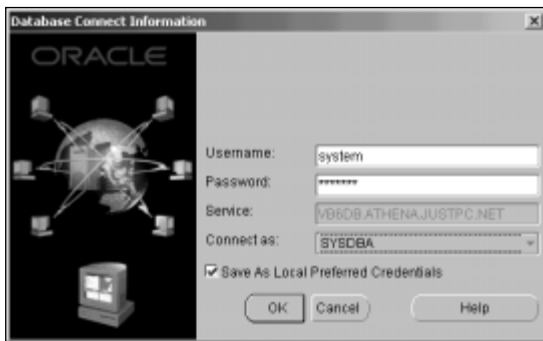 Database Connect Information
ORACLE
Username: system
Password: *******
Service: VB6DB.ATHENA.JUSTPC.NET
Connect as: SYSDBA
Save As Local Preferred Credentials
OK Cancel Help